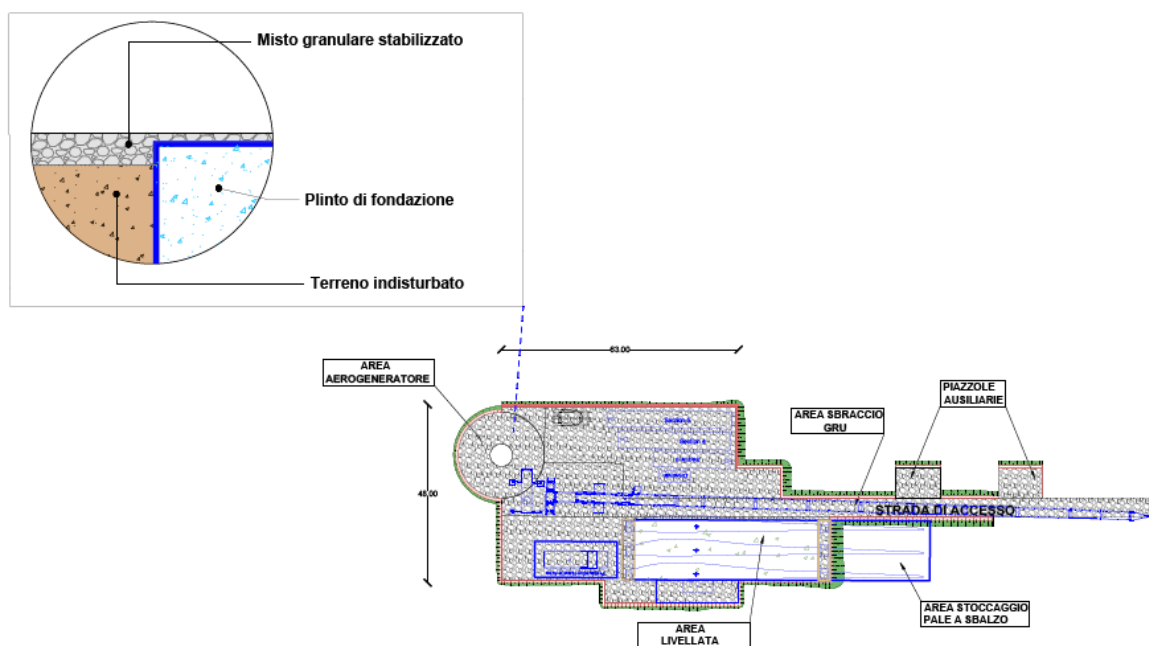 Misto granulare stabilizzato
Plinto di fondazione
Terreno indisturbato
63.00
AREA
AEROGENERATORE
PIAZZOLE
AUSILIARIE
AREA SBRACCIO
GRU
48.00
STRADA DI ACCESSO
AREA STOCCAGGIO
PALE A SBALZO
AREA
LIVELLATA